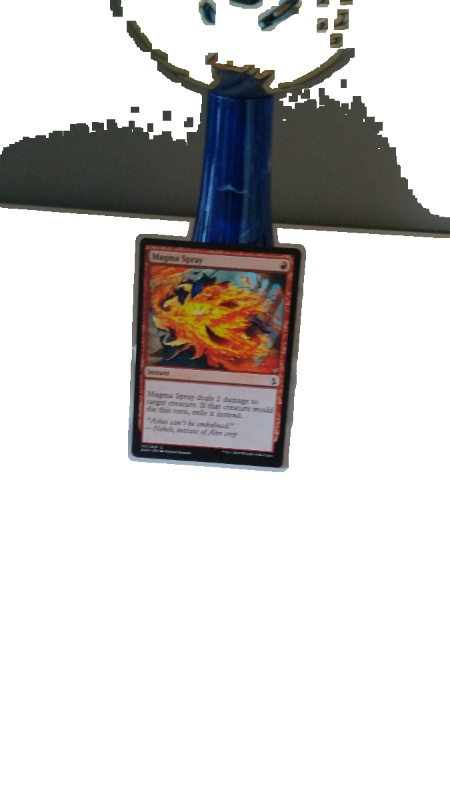 Magma Spray
Instant
Magma Spray deals 2 damage to
target creature. If that creature would
die this turn, exile it instead.
"Ashes can't be embalmed."
—Neheb, initiate of Ahn crop